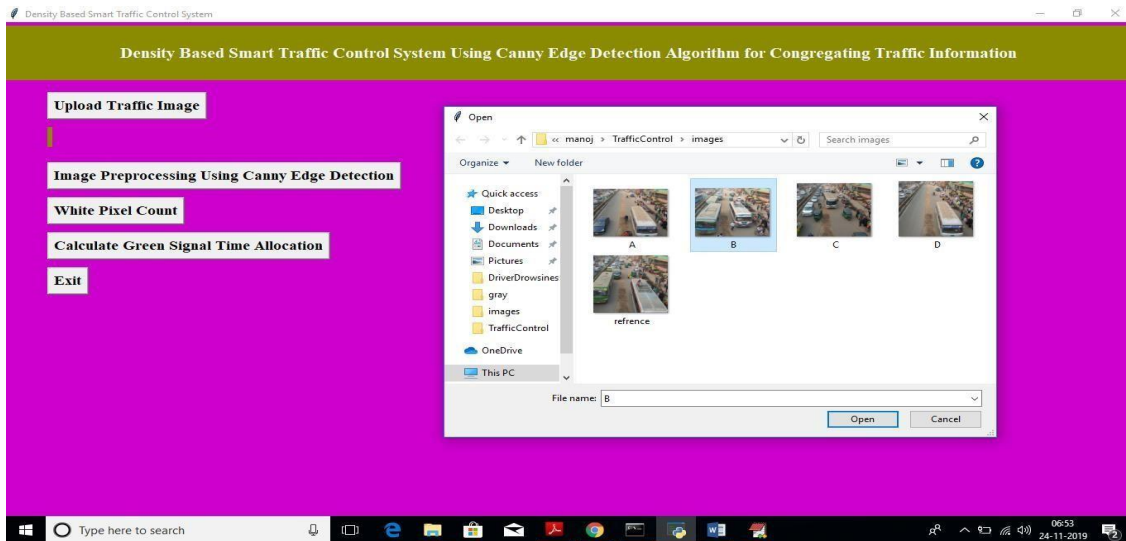 Density Based Smart Traffic Control System
Density Based Smart Traffic Control System Using Canny Edge Detection Algorithm for Congregating Traffic Information
Upload Traffic Image
Image Preprocessing Using Canny Edge Detection
White Pixel Count
Calculate Green Signal Time Allocation
Exit
Open
« manoj › TrafficControl › images
Search images
Organize
New folder
Quick access
Desktop
Downloads
Documents
Pictures
DriverDrowsines
gray
images
TrafficControl
OneDrive
This PC
A
B
C
D
refrence
File name: B
Open
Cancel
Type here to search
06:53
24-11-2019
2